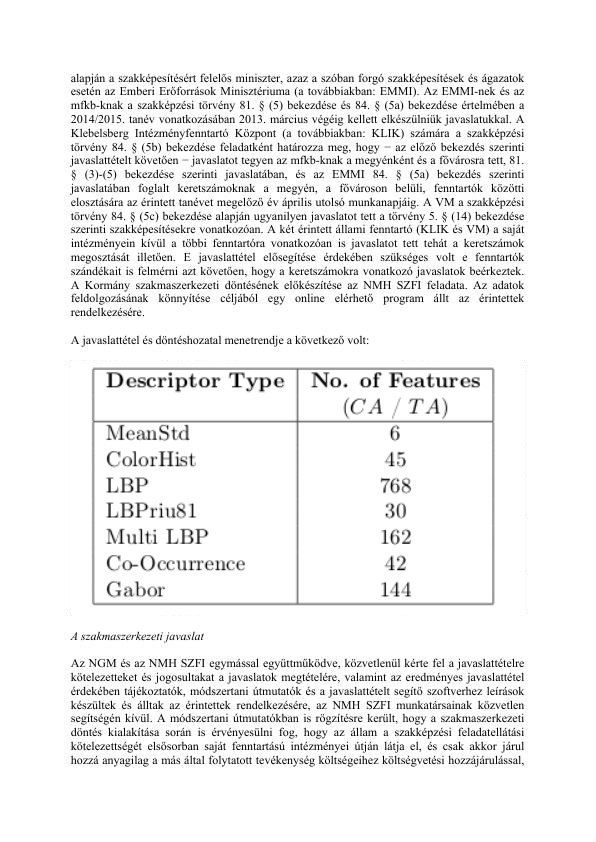 alapján a szakképesítésért felelős miniszter, azaz a szóban forgó szakképesítések és ágazatok
esetén az Emberi Erőforrások Minisztériuma (a továbbiakban: EMMI). Az EMMI-nek és az
mfkb-knak a szakképzési törvény 81. § (5) bekezdése és 84. § (5a) bekezdése értelmében a
2014/2015. tanév vonatkozásában 2013. március végéig kellett elkészülniük javaslatukkal. A
Klebelsberg Intézményfenntartó Központ (a továbbiakban: KLIK) számára a szakképzési
törvény 84. § (5b) bekezdése feladatként határozza meg, hogy − az előző bekezdés szerinti
javaslattételt követően − javaslatot tegyen az mfkb-knak a megyénként és a fővárosra tett, 81.
§ (3)-(5) bekezdése szerinti javaslatában, és az EMMI 84. § (5a) bekezdés szerinti
javaslatában foglalt keretszámoknak a megyén, a fővároson belüli, fenntartók közötti
elosztására az érintett tanévet megelőző év április utolsó munkanapjáig. A VM a szakképzési
törvény 84. § (5c) bekezdése alapján ugyanilyen javaslatot tett a törvény 5. § (14) bekezdése
szerinti szakképesítésekre vonatkozóan. A két érintett állami fenntartó (KLIK és VM) a saját
intézményein kívül a többi fenntartóra vonatkozóan is javaslatot tett tehát a keretszámok
megosztását illetően. E javaslattétel elősegítése érdekében szükséges volt e fenntartók
szándékait is felmérni azt követően, hogy a keretszámokra vonatkozó javaslatok beérkeztek.
A Kormány szakmaszerkezeti döntésének előkészítése az NMH SZFI feladata. Az adatok
feldolgozásának könnyítése céljából egy online elérhető program állt az érintettek
rendelkezésére.
A javaslattétel és döntéshozatal menetrendje a következő volt:
Descriptor Type No. of Features
(CA / TA)
MeanStd 6
ColorHist 45
LBP 768
LBPriu81 30
Multi LBP 162
Co-Occurrence 42
Gabor 144
A szakmaszerkezeti javaslat
Az NGM és az NMH SZFI egymással együttműködve, közvetlenül kérte fel a javaslattételre
kötelezetteket és jogosultakat a javaslatok megtételére, valamint az eredményes javaslattétel
érdekében tájékoztatók, módszertani útmutatók és a javaslattételt segítő szoftverhez leírások
készültek és álltak az érintettek rendelkezésére, az NMH SZFI munkatársainak közvetlen
segítségén kívül. A módszertani útmutatókban is rögzítésre került, hogy a szakmaszerkezeti
döntés kialakítása során is érvényesülni fog, hogy az állam a szakképzési feladatellátási
kötelezettségét elsősorban saját fenntartású intézményei útján látja el, és csak akkor járul
hozzá anyagilag a más által folytatott tevékenység költségeihez költségvetési hozzájárulással,